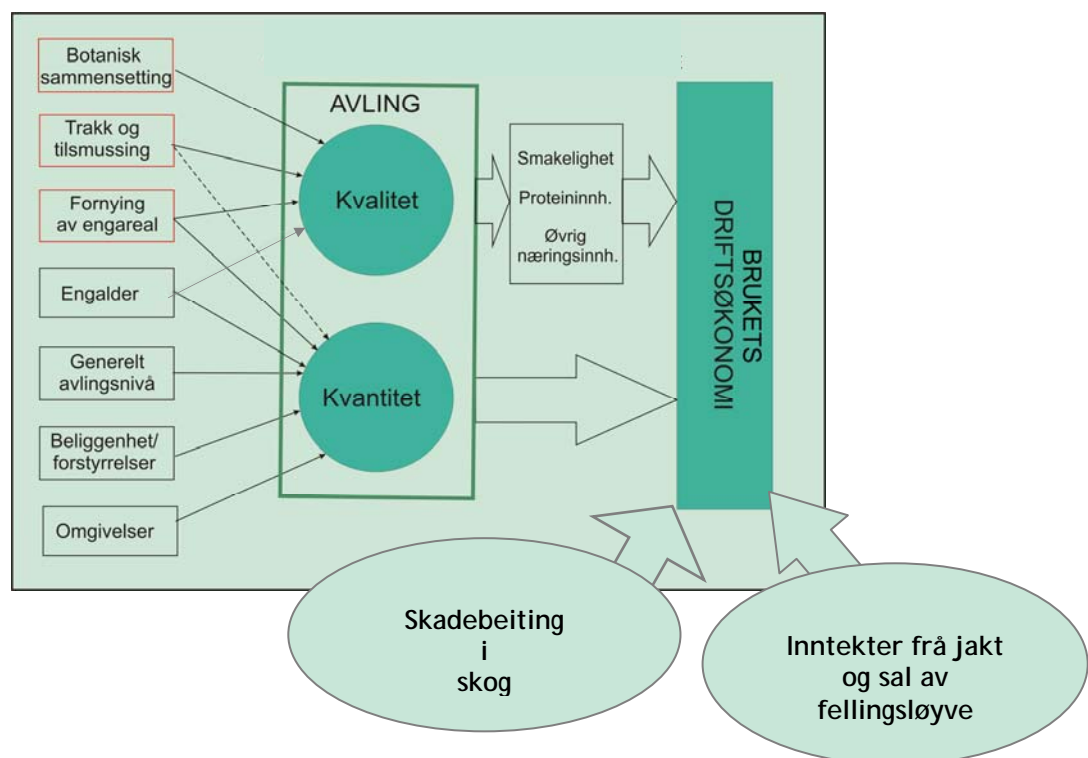 Botanisk
sammensetting
Trakk og
tilsmussing
Fornying
av engareal
Engalder
Generelt
avlingsnivå
Beliggenhet/
forstyrrelser
Omgivelser
AVLING
Kvalitet
Kvantitet
Smakelighet
Proteininnh.
Øvrig
næringsinnh.
BRUKETS
DRIFTSØKONOMI
Skadebeiting
i
skog
Inntekter frå jakt
og sal av
fellingsløyve